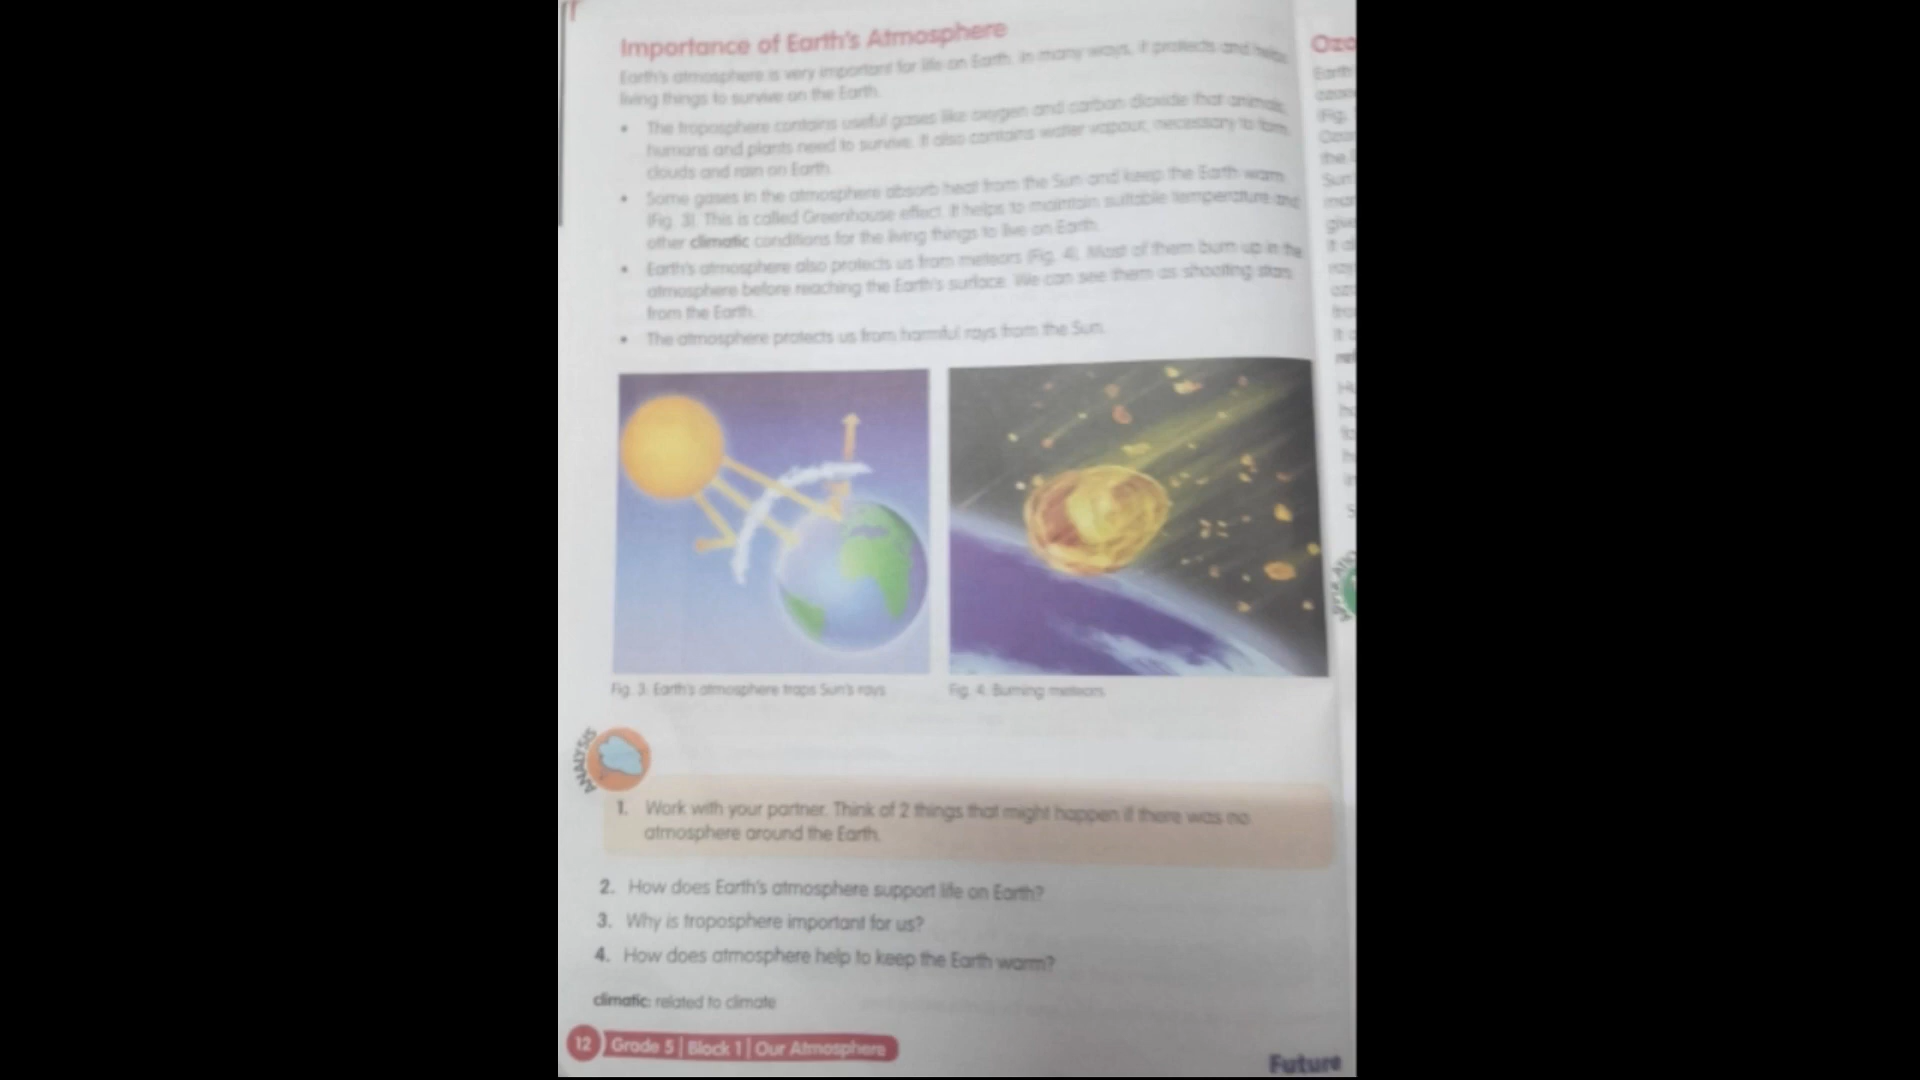 Importance of Earth's Atmosphere
Earth's atmosphere is very important for life on Earth. In many ways, it protects and helps
living things to survive on the Earth.
• The troposphere contains useful gases like oxygen and carbon dioxide that animals,
humans and plants need to survive. It also contains water vapour, necessary to form
clouds and rain on Earth.
• Some gases in the atmosphere absorb heat from the Sun and keep the Earth warm
(Fig. 3). This is called Greenhouse effect. It helps to maintain suitable temperature and
other climatic conditions for the living things to live on Earth.
• Earth's atmosphere also protects us from meteors (Fig. 4). Most of them burn up in the
atmosphere before reaching the Earth's surface. We can see them as shooting stars
from the Earth.
• The atmosphere protects us from harmful rays from the Sun.
Fig. 3. Earth's atmosphere traps Sun's rays
Fig. 4. Burning meteors
ANALYSIS
1. Work with your partner. Think of 2 things that might happen if there was no
atmosphere around the Earth.
2. How does Earth's atmosphere support life on Earth?
3. Why is troposphere important for us?
4. How does atmosphere help to keep the Earth warm?
climatic: related to climate
12 Grade 5 | Block 1 | Our Atmosphere
Future
Ozo
Earth
(Fig.
the
Sun